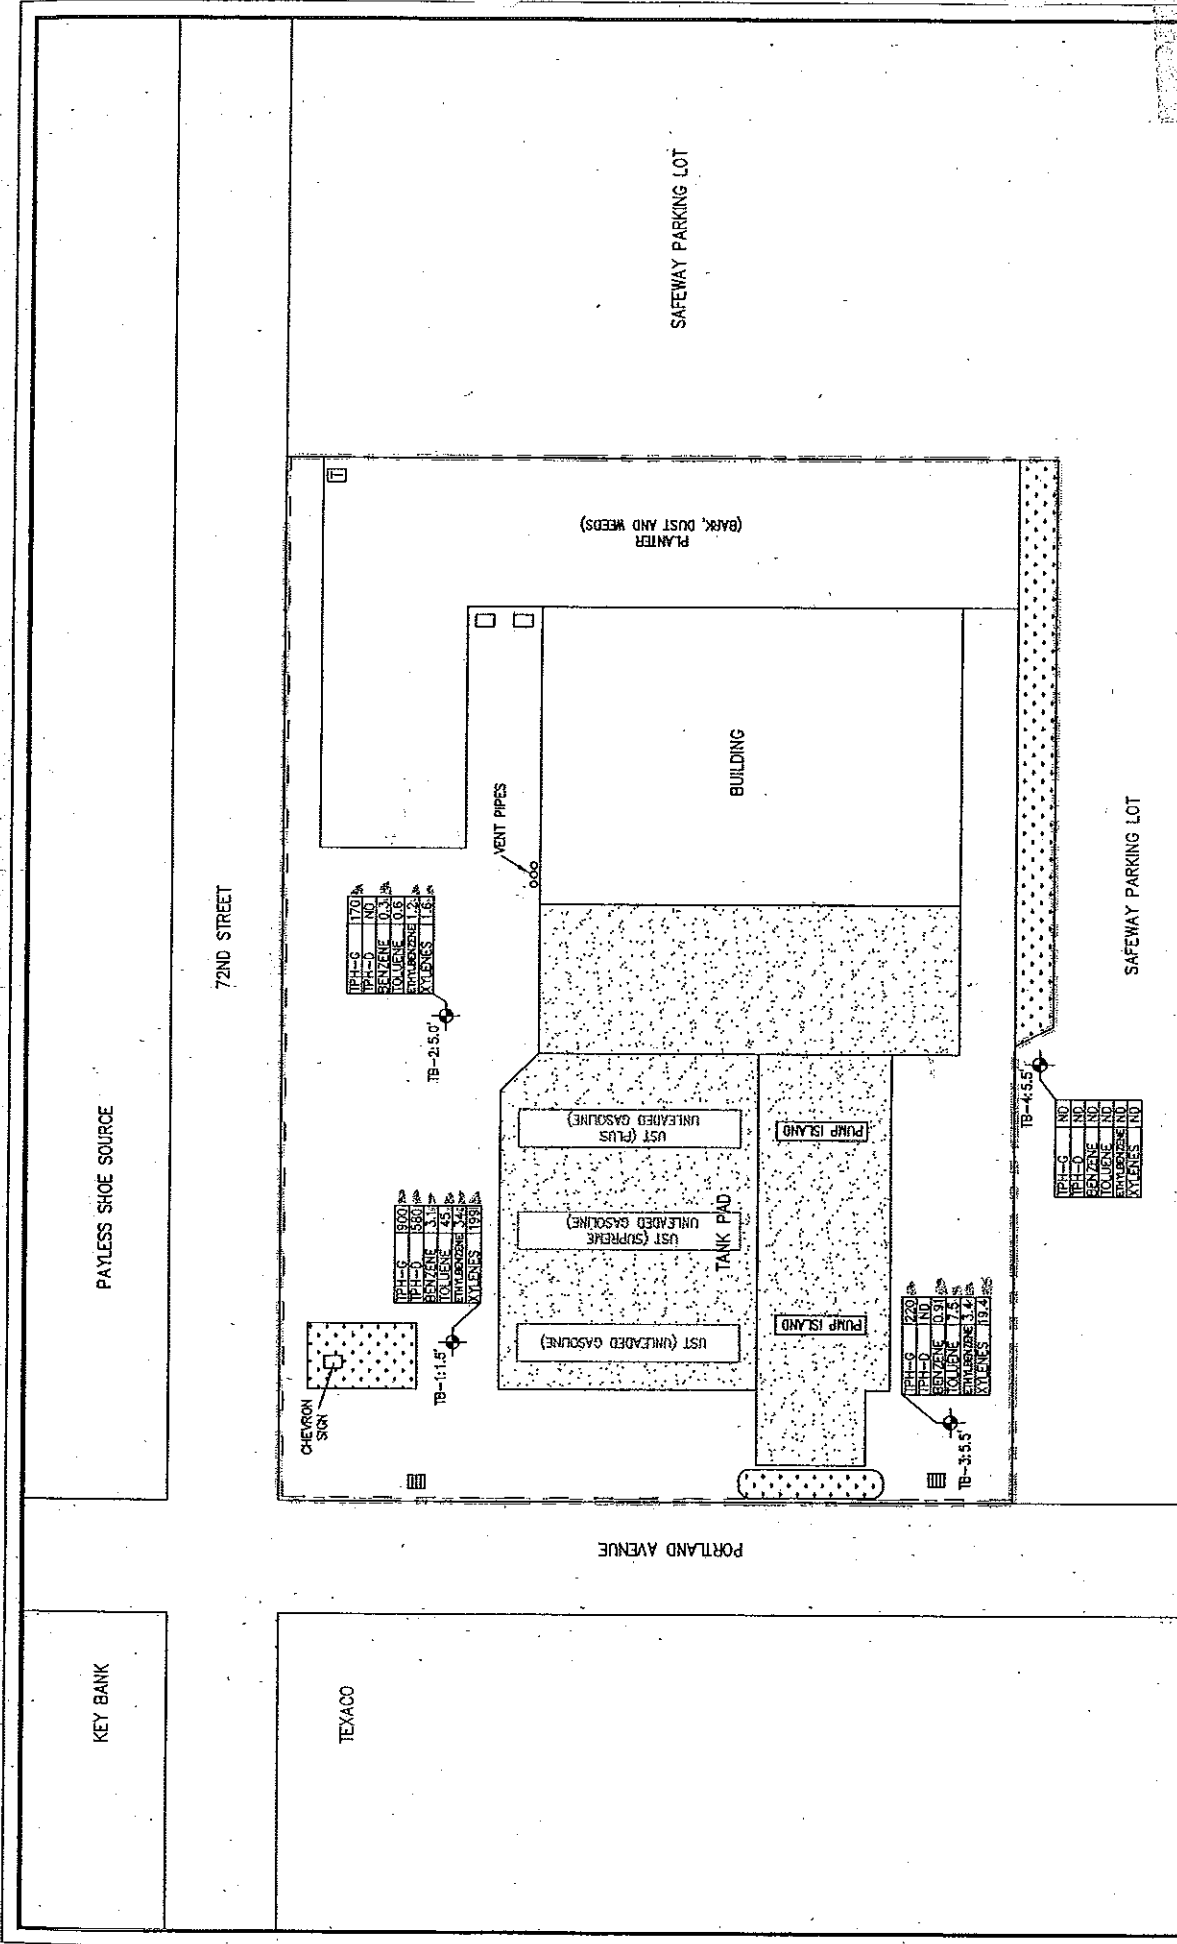 KEY BANK
PAYLESS SHOE SOURCE
72ND STREET
TEXACO
PORTLAND AVENUE
CHEVRON
SIGN
TB-1:1.5'
TPH-G 900
TPH-D 580
BENZENE 3.1
TOLUENE 45
ETHYLBENZENE 34
XYLENES 199
TB-2:5.0'
TPH-G 170
TPH-D ND
BENZENE 0.3
TOLUENE 0.6
ETHYLBENZENE 1.2
XYLENES 1.6
VENT PIPES
T
PLANTER
(BARK, DUST AND WEEDS)
SAFEWAY PARKING LOT
UST (UNLEADED GASOLINE)
UST (SUPREME
UNLEADED GASOLINE)
UST (PLUS
UNLEADED GASOLINE)
TANK PAD
BUILDING
PUMP ISLAND
PUMP ISLAND
TB-3:5.5'
TPH-G 220
TPH-D ND
BENZENE 0.91
TOLUENE 7.5
ETHYLBENZENE 3.4
XYLENES 19.4
TB-4:5.5'
TPH-G ND
TPH-D ND
BENZENE ND
TOLUENE ND
ETHYLBENZENE ND
XYLENES ND
SAFEWAY PARKING LOT